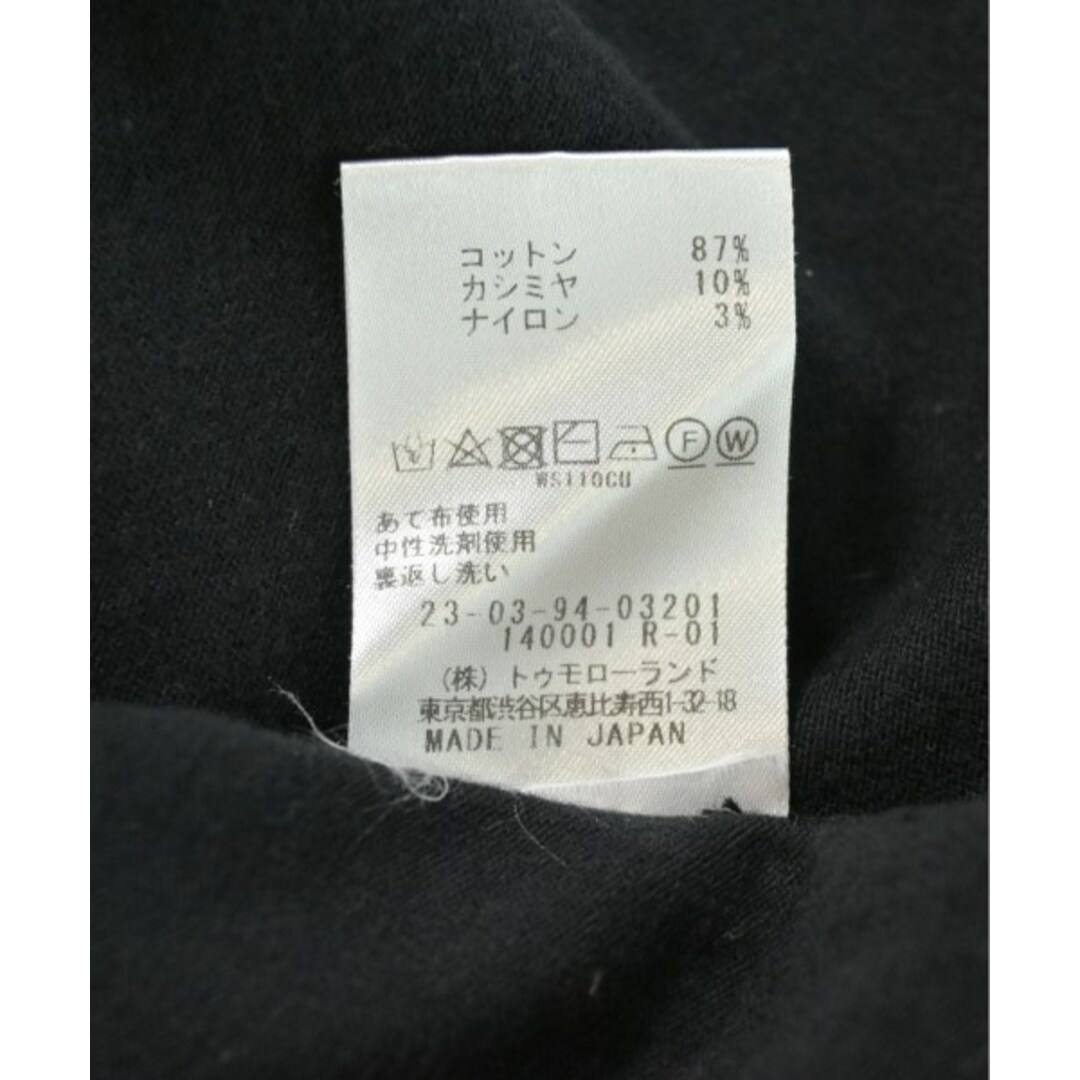 コットン 87%
カシミヤ 10%
ナイロン 3%
F W
WS110CU
あて布使用
中性洗剤使用
裏返し洗い
23-03-94-03201
140001 R-01
(株)トゥモローランド
東京都渋谷区恵比寿西1-32-18
MADE IN JAPAN